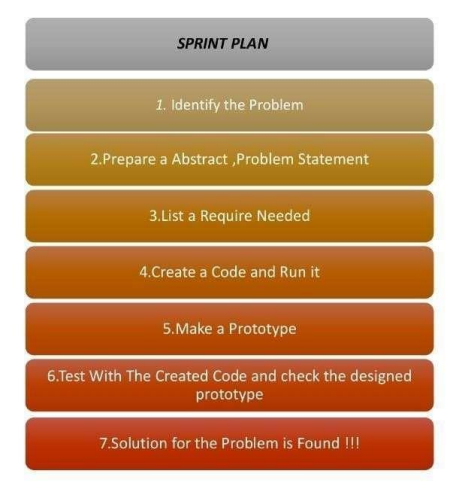 SPRINT PLAN
1. Identify the Problem
2.Prepare a Abstract ,Problem Statement
3.List a Require Needed
4.Create a Code and Run it
5.Make a Prototype
6.Test With The Created Code and check the designed
prototype
7.Solution for the Problem is Found !!!